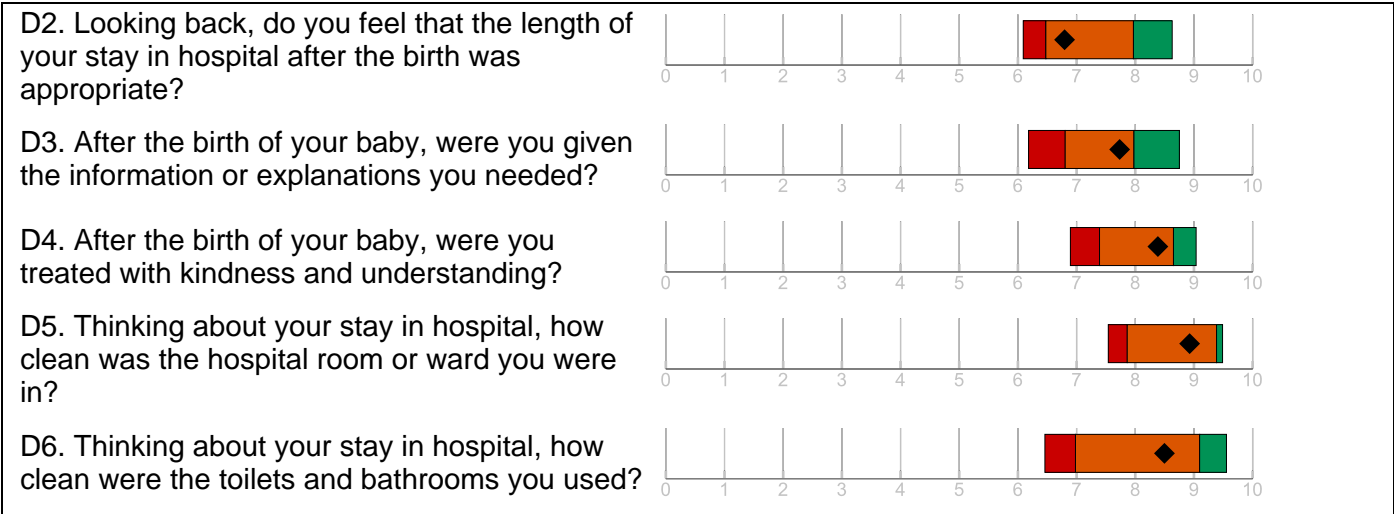 D2. Looking back, do you feel that the length of
your stay in hospital after the birth was
appropriate?
0 1 2 3 4 5 6 7 8 9 10
D3. After the birth of your baby, were you given
the information or explanations you needed?
0 1 2 3 4 5 6 7 8 9 10
D4. After the birth of your baby, were you
treated with kindness and understanding?
0 1 2 3 4 5 6 7 8 9 10
D5. Thinking about your stay in hospital, how
clean was the hospital room or ward you were
in?
0 1 2 3 4 5 6 7 8 9 10
D6. Thinking about your stay in hospital, how
clean were the toilets and bathrooms you used?
0 1 2 3 4 5 6 7 8 9 10